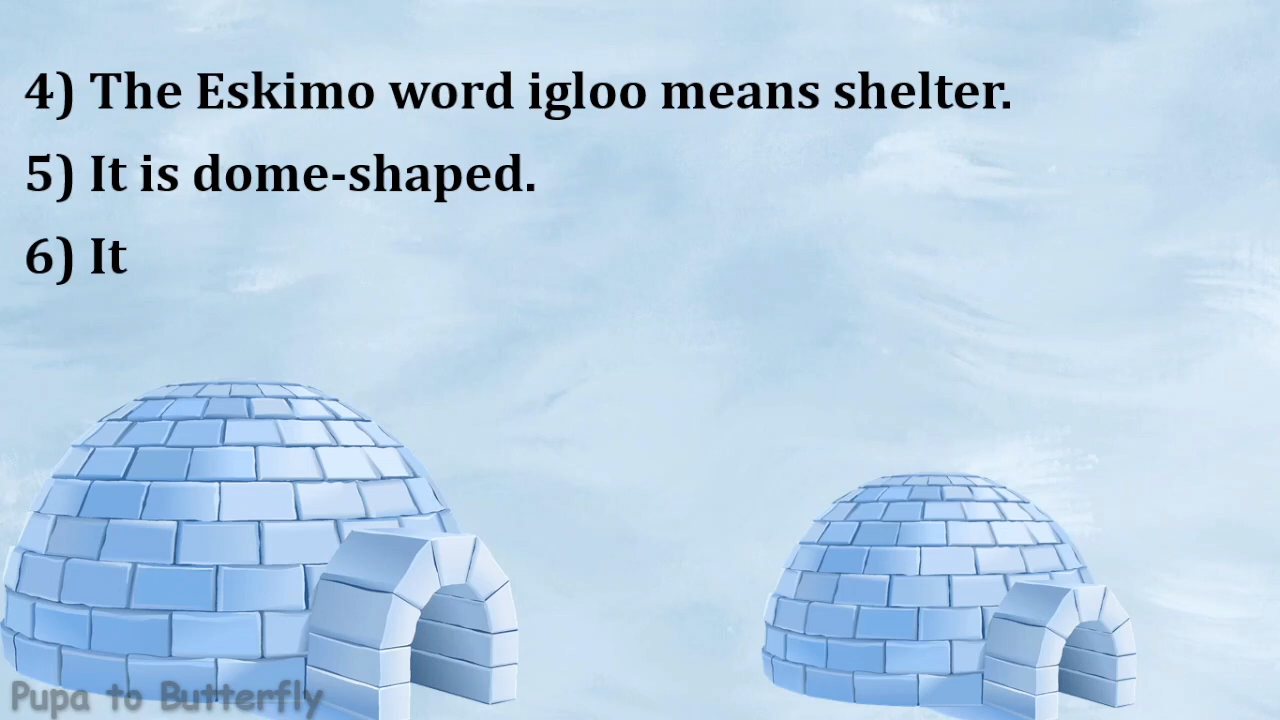 4) The Eskimo word igloo means shelter.
5) It is dome-shaped.
6) It
Pupa to Butterfly